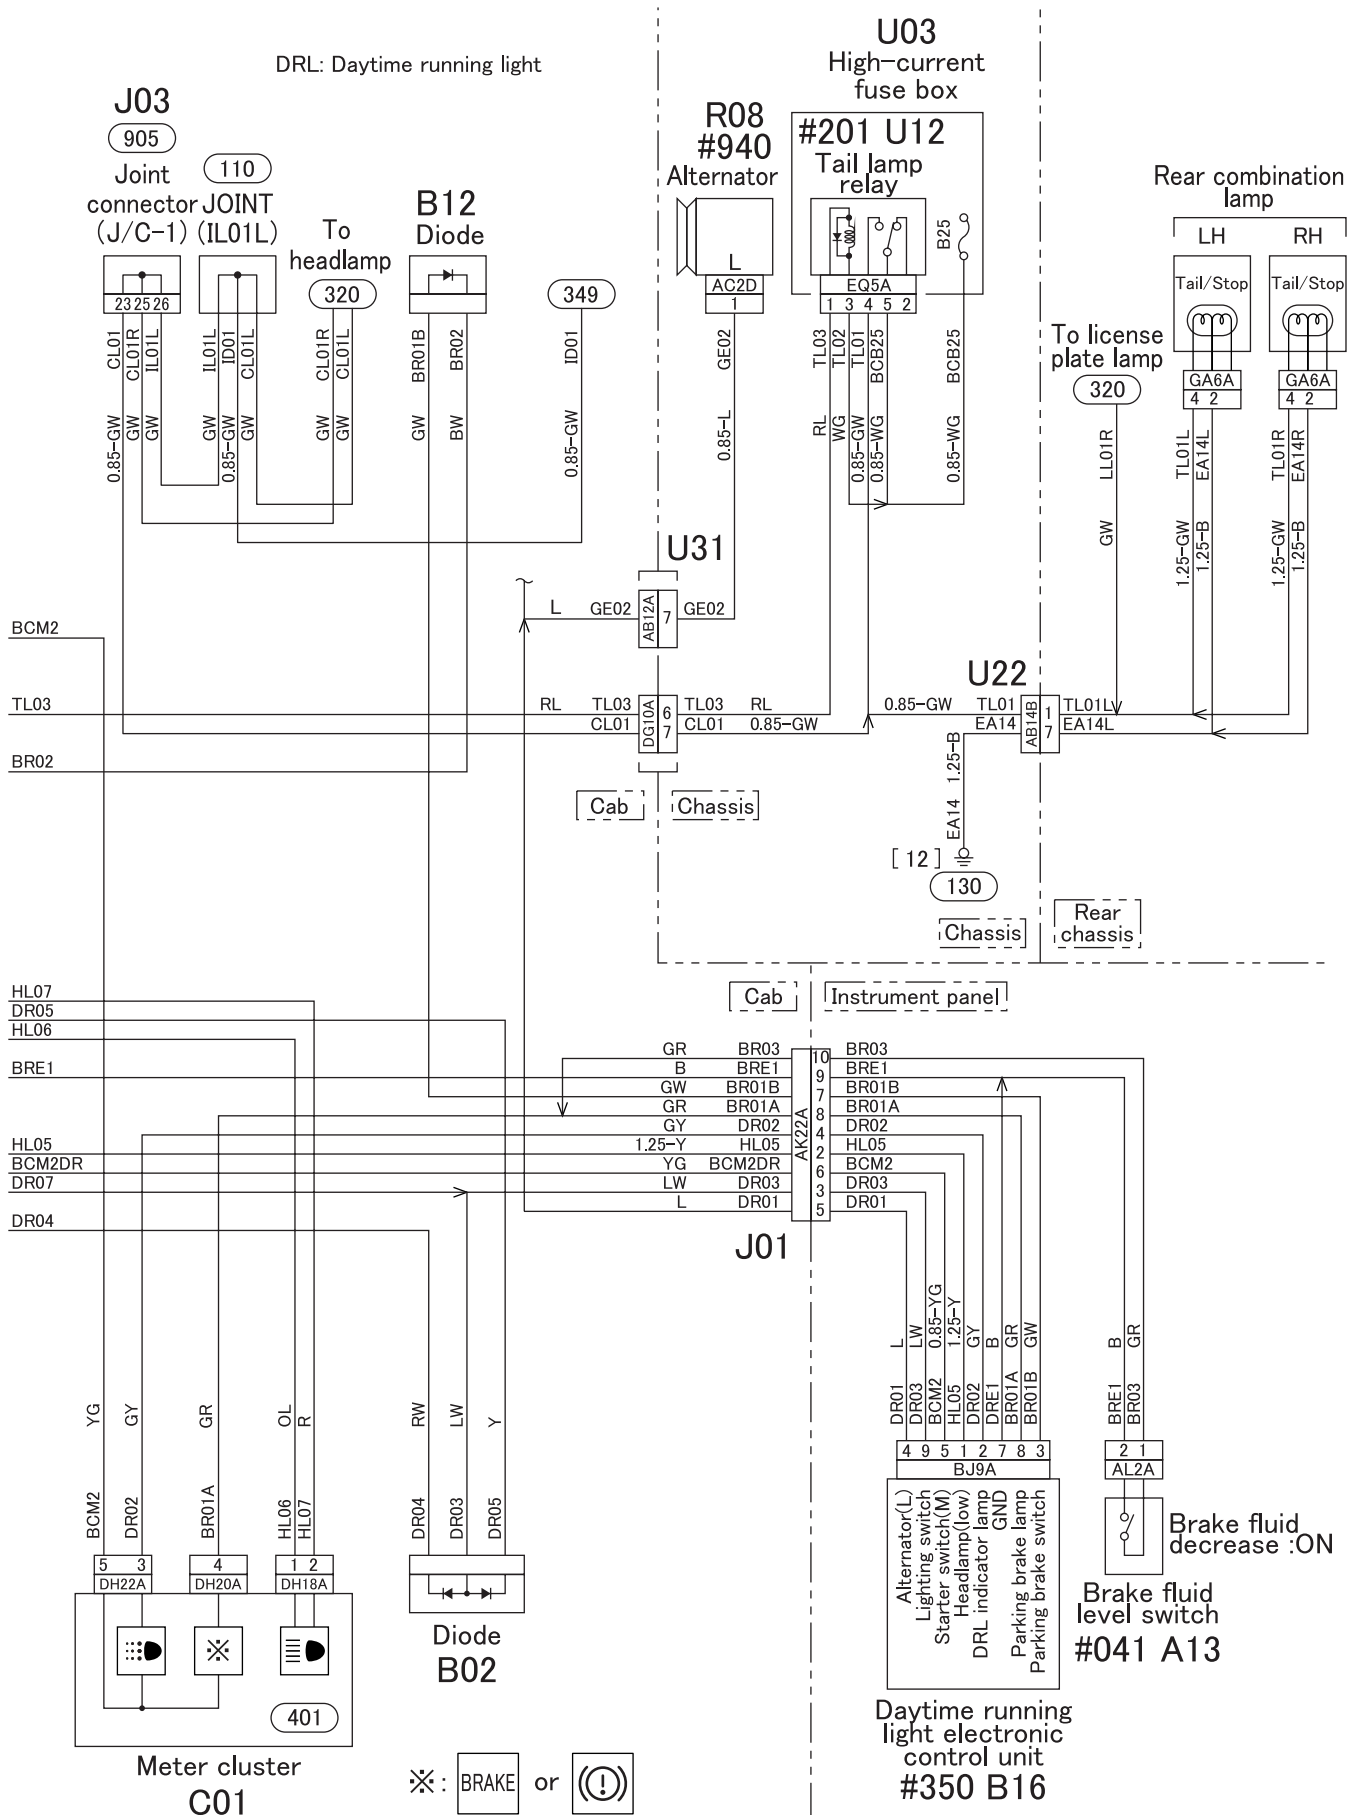 DRL: Daytime running light
J03
905
Joint
connector
(J/C-1)
110
JOINT
(IL01L)
To
headlamp
320
B12
Diode
349
R08
#940
Alternator
L
AC2D
1
U03
High-current
fuse box
#201 U12
Tail lamp
relay
B25
EQ5A
1 3 4 5 2
Rear combination
lamp
LH
RH
Tail/Stop
Tail/Stop
GA6A
4 2
GA6A
4 2
To license
plate lamp
320
23 25 26
CL01
CL01R
IL01L
IL01L
ID01
CL01L
CL01R
CL01L
BR01B
BR02
ID01
GE02
TL03
TL02
TL01
BCB25
BCB25
0.85-GW
GW
GW
GW
0.85-GW
GW
GW
GW
GW
BW
0.85-GW
0.85-L
RL
WG
0.85-GW
0.85-WG
0.85-WG
LL01R
GW
TL01L
EA14L
TL01R
EA14R
1.25-GW
1.25-B
1.25-GW
1.25-B
U31
L GE02 AB12A 7 GE02
BCM2
TL03
RL TL03 DG10A 6 TL03 RL
CL01 7 CL01 0.85-GW
BR02
U22
0.85-GW TL01 AB14B 1 TL01L
EA14 7 EA14L
1.25-B
EA14
[ 12 ]
130
Cab
Chassis
Chassis
Rear
chassis
Cab
Instrument panel
HL07
DR05
HL06
BRE1
HL05
BCM2DR
DR07
DR04
GR BR03 10 BR03
B BRE1 9 BRE1
GW BR01B 7 BR01B
GR BR01A 8 BR01A
GY DR02 4 DR02
1.25-Y HL05 2 HL05
YG BCM2DR 6 BCM2
LW DR03 3 DR03
L DR01 5 DR01
AK22A
J01
YG
GY
GR
OL
R
RW
LW
Y
BCM2
DR02
BR01A
HL06
HL07
DR04
DR03
DR05
5 3
DH22A
4
DH20A
1 2
DH18A
※
401
Meter cluster
C01
Diode
B02
※: BRAKE or
L
LW
0.85-YG
1.25-Y
GY
B
GR
GW
DR01
DR03
BCM2
HL05
DR02
DRE1
BR01A
BR01B
4 9 5 1 2 7 8 3
BJ9A
Alternator(L)
Lighting switch
Starter switch(M)
Headlamp(low)
DRL indicator lamp
GND
Parking brake lamp
Parking brake switch
Daytime running
light electronic
control unit
#350 B16
B
GR
BRE1
BR03
2 1
AL2A
Brake fluid
decrease :ON
Brake fluid
level switch
#041 A13